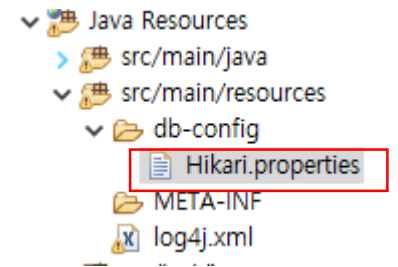 Java Resources
src/main/java
src/main/resources
db-config
Hikari.properties
META-INF
log4j.xml